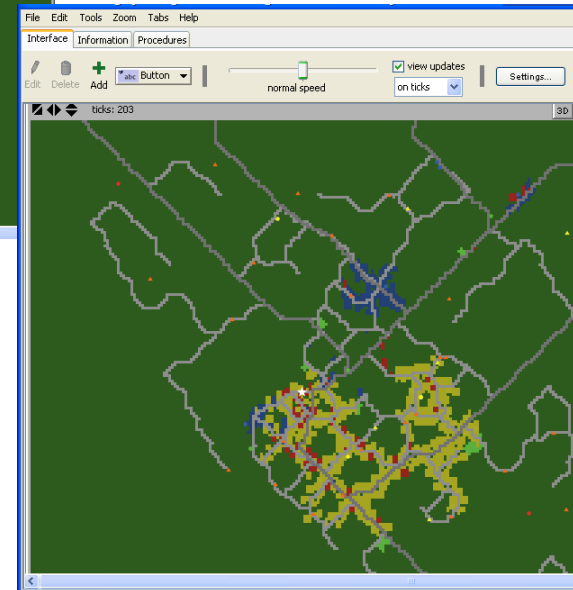 File Edit Tools Zoom Tabs Help
Interface Information Procedures
Edit Delete Add abc Button normal speed view updates on ticks Settings...
ticks: 203 3D